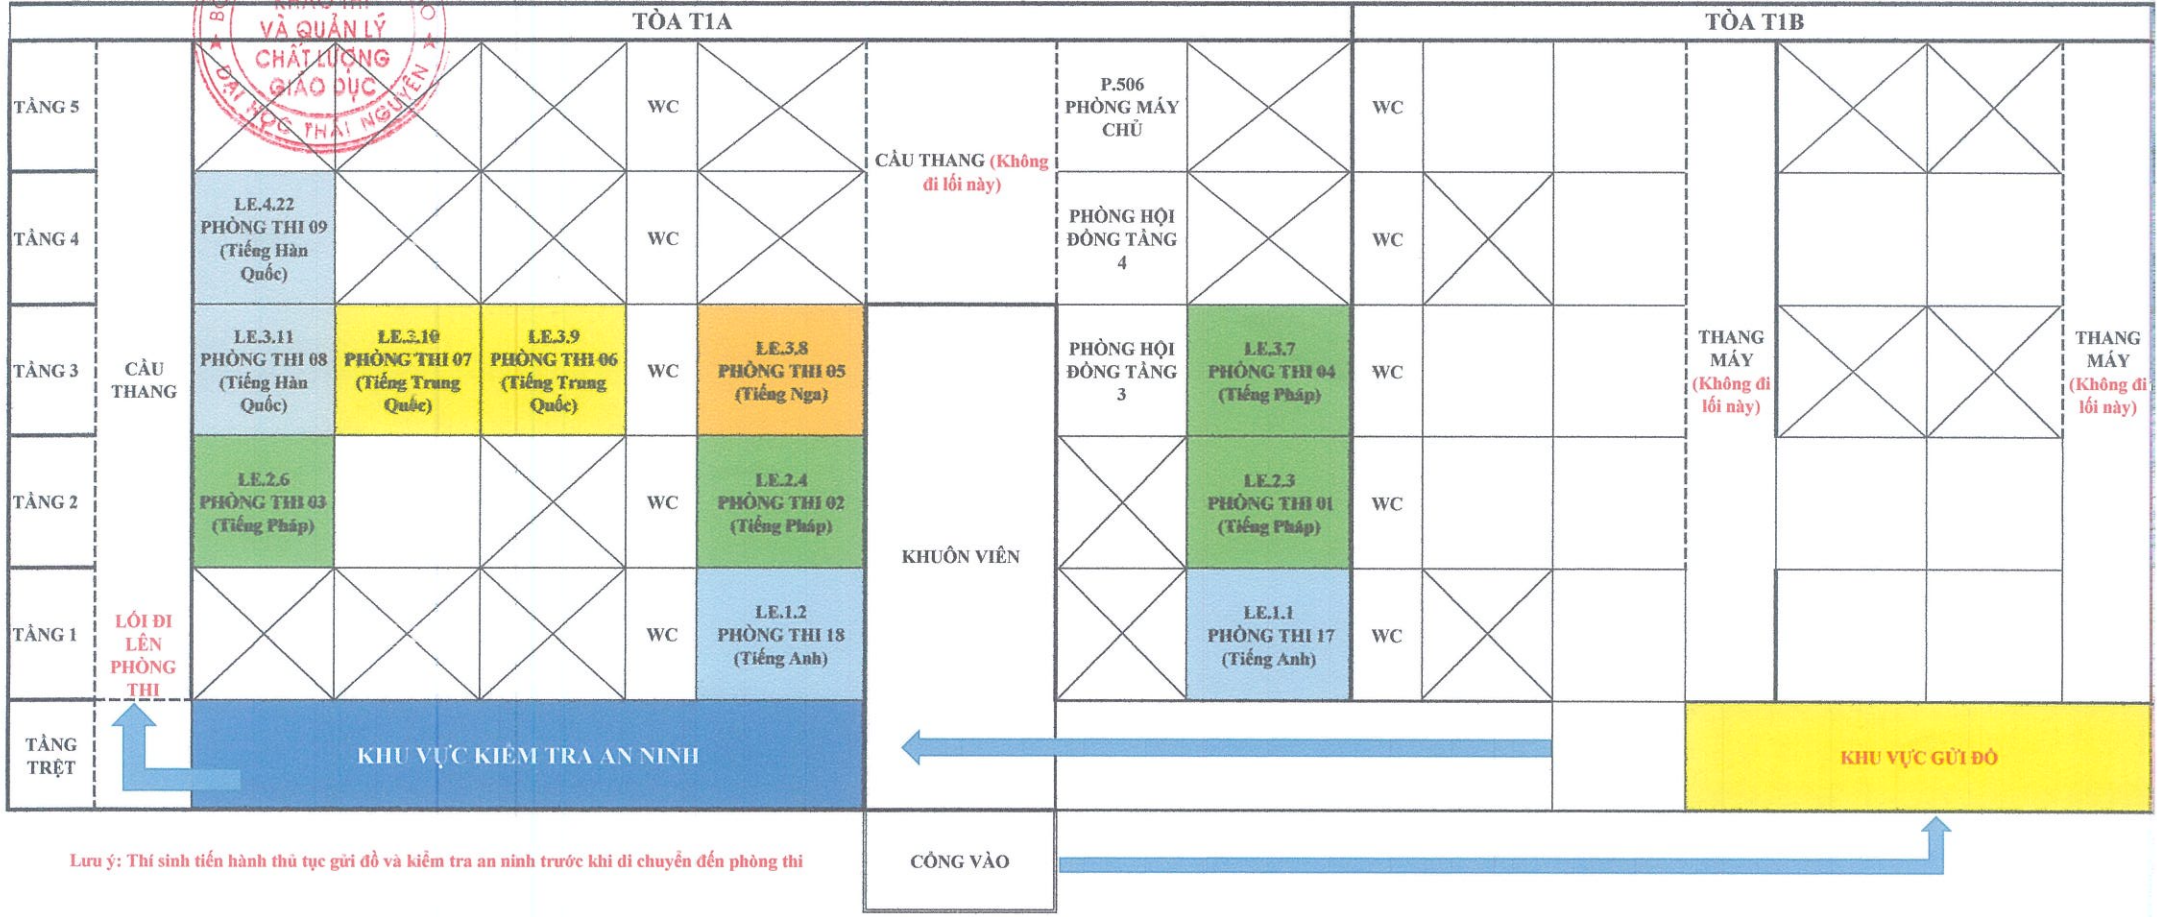 TÒA T1A
TÒA T1B
KHẢO THÍ
VÀ QUẢN LÝ
CHẤT LƯỢNG
GIÁO DỤC
ĐẠI HỌC THÁI NGUYÊN
TẦNG 5
WC
P.506
PHÒNG MÁY
CHỦ
WC
CẦU THANG (Không
đi lối này)
TẦNG 4
LE.4.22
PHÒNG THI 09
(Tiếng Hàn
Quốc)
WC
PHÒNG HỘI
ĐỒNG TẦNG
4
WC
TẦNG 3
CẦU
THANG
LE.3.11
PHÒNG THI 08
(Tiếng Hàn
Quốc)
LE.3.10
PHÒNG THI 07
(Tiếng Trung
Quốc)
LE.3.9
PHÒNG THI 06
(Tiếng Trung
Quốc)
WC
LE.3.8
PHÒNG THI 05
(Tiếng Nga)
PHÒNG HỘI
ĐỒNG TẦNG
3
LE.3.7
PHÒNG THI 04
(Tiếng Pháp)
WC
THANG
MÁY
(Không đi
lối này)
THANG
MÁY
(Không đi
lối này)
TẦNG 2
LE.2.6
PHÒNG THI 03
(Tiếng Pháp)
WC
LE.2.4
PHÒNG THI 02
(Tiếng Pháp)
KHUÔN VIÊN
LE.2.3
PHÒNG THI 01
(Tiếng Pháp)
WC
TẦNG 1
LỐI ĐI
LÊN
PHÒNG
THI
WC
LE.1.2
PHÒNG THI 18
(Tiếng Anh)
LE.1.1
PHÒNG THI 17
(Tiếng Anh)
WC
TẦNG
TRỆT
KHU VỰC KIỂM TRA AN NINH
KHU VỰC GỬI ĐỒ
Lưu ý: Thí sinh tiến hành thủ tục gửi đồ và kiểm tra an ninh trước khi di chuyển đến phòng thi
CỔNG VÀO